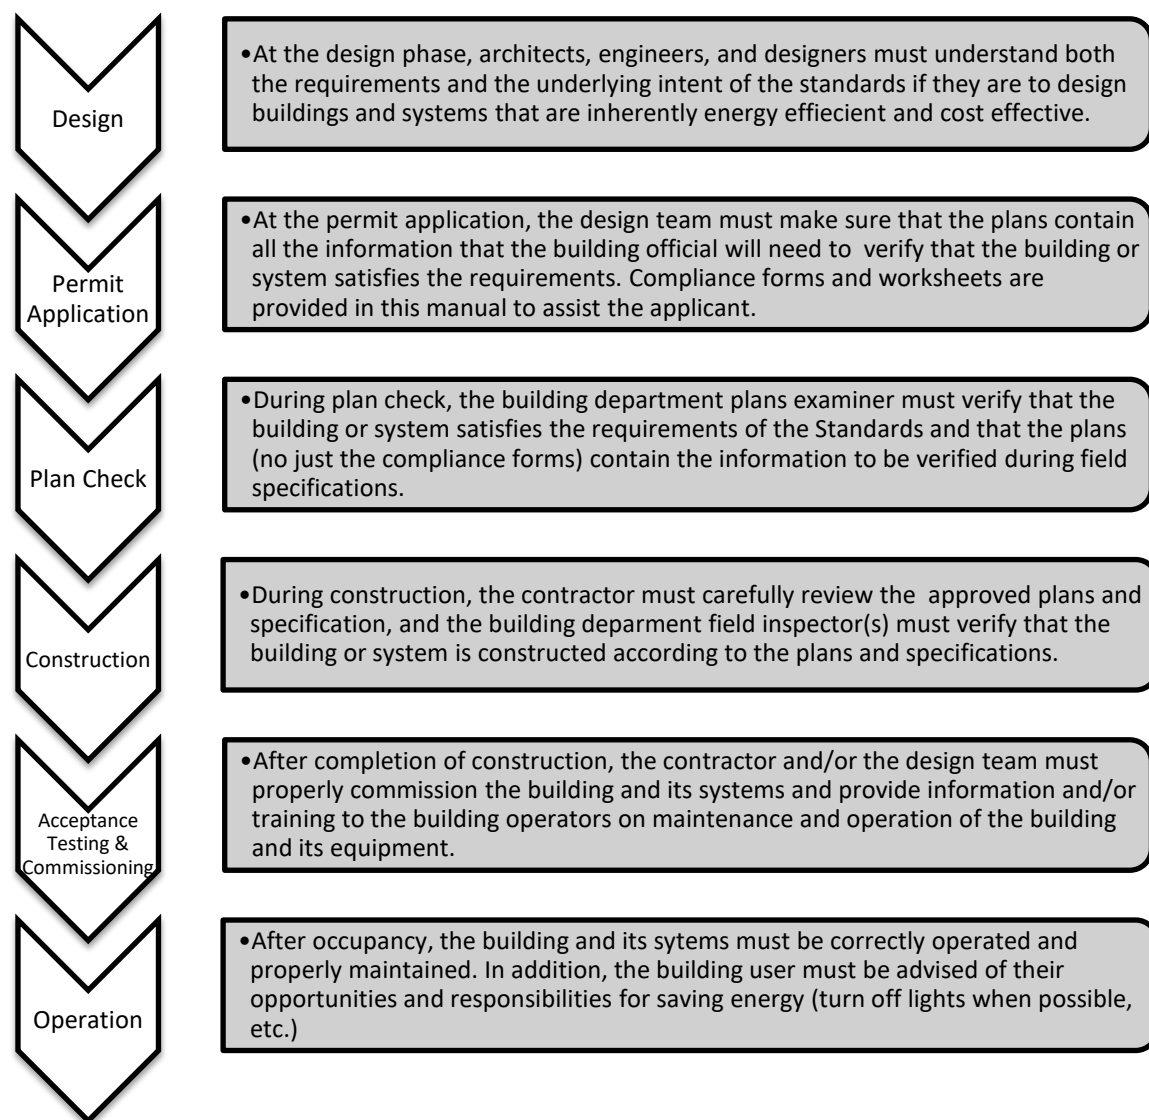 Design
•At the design phase, architects, engineers, and designers must understand both
the requirements and the underlying intent of the standards if they are to design
buildings and systems that are inherently energy effiecient and cost effective.
Permit
Application
•At the permit application, the design team must make sure that the plans contain
all the information that the building official will need to  verify that the building or
system satisfies the requirements. Compliance forms and worksheets are
provided in this manual to assist the applicant.
Plan Check
•During plan check, the building department plans examiner must verify that the
building or system satisfies the requirements of the Standards and that the plans
(no just the compliance forms) contain the information to be verified during field
specifications.
Construction
•During construction, the contractor must carefully review the  approved plans and
specification, and the building deparment field inspector(s) must verify that the
building or system is constructed according to the plans and specifications.
Acceptance
Testing &
Commissioning
•After completion of construction, the contractor and/or the design team must
properly commission the building and its systems and provide information and/or
training to the building operators on maintenance and operation of the building
and its equipment.
Operation
•After occupancy, the building and its sytems must be correctly operated and
properly maintained. In addition, the building user must be advised of their
opportunities and responsibilities for saving energy (turn off lights when possible,
etc.)